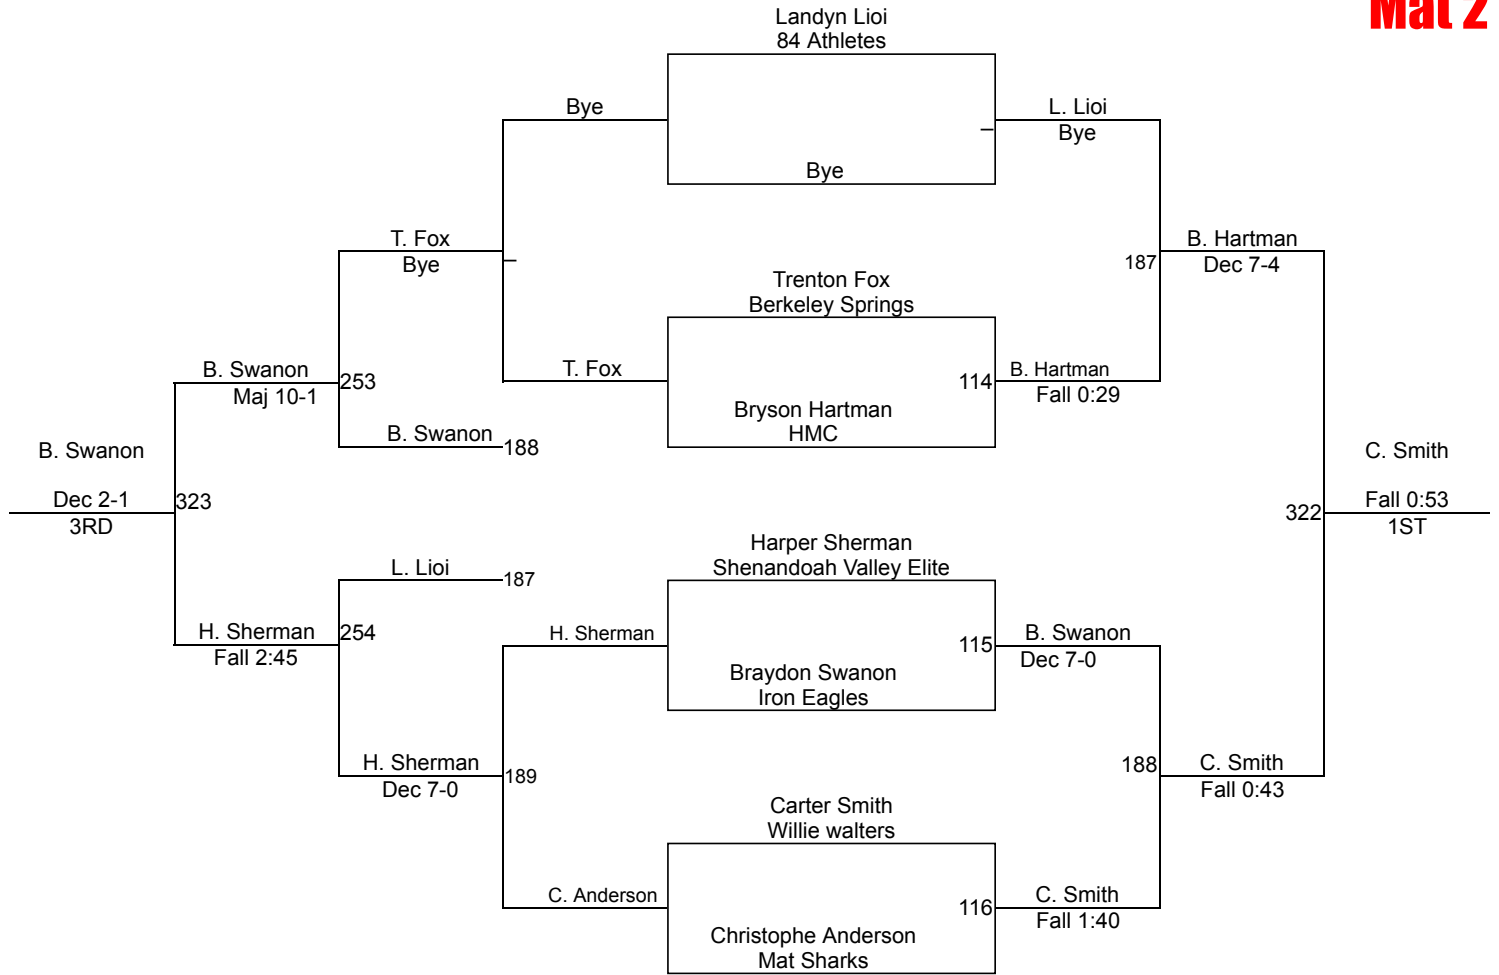 Mat 2
Landyn Lioi
84 Athletes
Bye
L. Lioi
Bye
Bye
T. Fox
Bye
B. Hartman
Dec 7-4
187
Trenton Fox
Berkeley Springs
B. Swanon
Maj 10-1
253
T. Fox
114
B. Hartman
Fall 0:29
Bryson Hartman
HMC
B. Swanon
188
B. Swanon
Dec 2-1
3RD
323
C. Smith
Fall 0:53
1ST
322
Harper Sherman
Shenandoah Valley Elite
L. Lioi
187
H. Sherman
Fall 2:45
254
H. Sherman
115
B. Swanon
Dec 7-0
Braydon Swanon
Iron Eagles
H. Sherman
Dec 7-0
189
188
C. Smith
Fall 0:43
Carter Smith
Willie walters
C. Anderson
116
C. Smith
Fall 1:40
Christophe Anderson
Mat Sharks